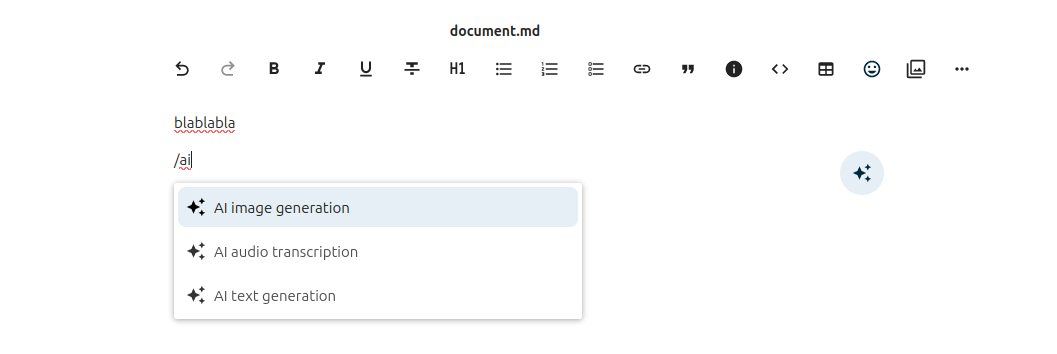 document.md
H1
blablabla
/ai
AI image generation
AI audio transcription
AI text generation